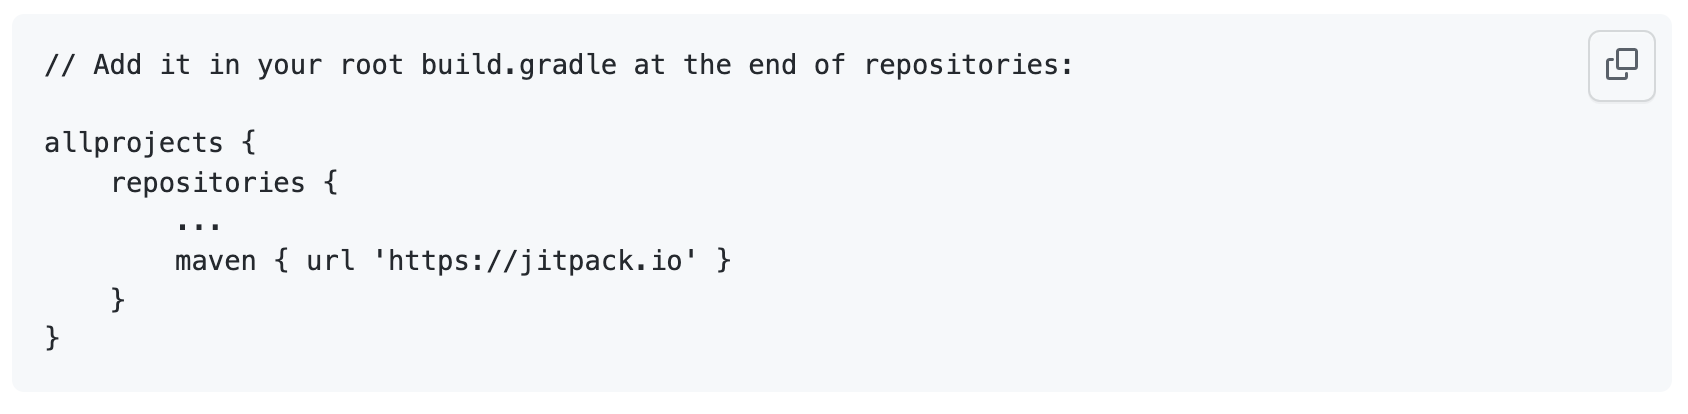 // Add it in your root build.gradle at the end of repositories:

allprojects {
    repositories {
        ...
        maven { url 'https://jitpack.io' }
    }
}